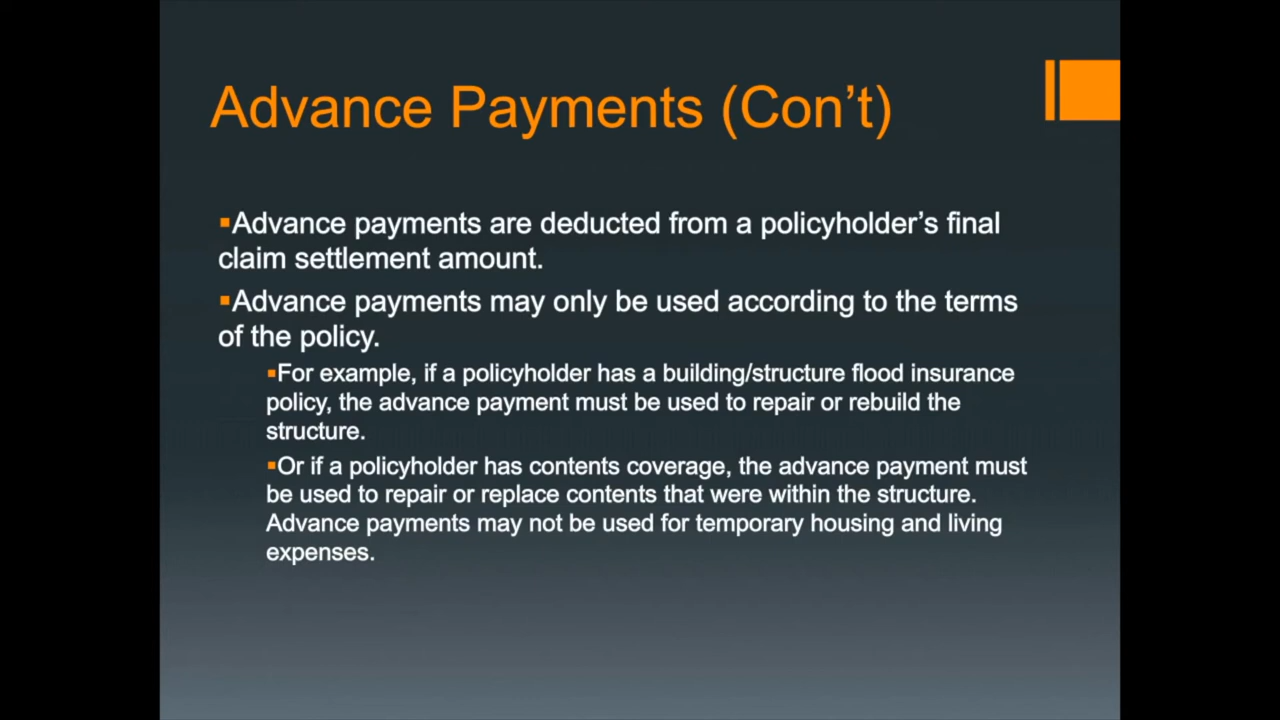 Advance Payments (Con’t)
▪Advance payments are deducted from a policyholder’s final
claim settlement amount.
▪Advance payments may only be used according to the terms
of the policy.
▪For example, if a policyholder has a building/structure flood insurance
policy, the advance payment must be used to repair or rebuild the
structure.
▪Or if a policyholder has contents coverage, the advance payment must
be used to repair or replace contents that were within the structure.
Advance payments may not be used for temporary housing and living
expenses.